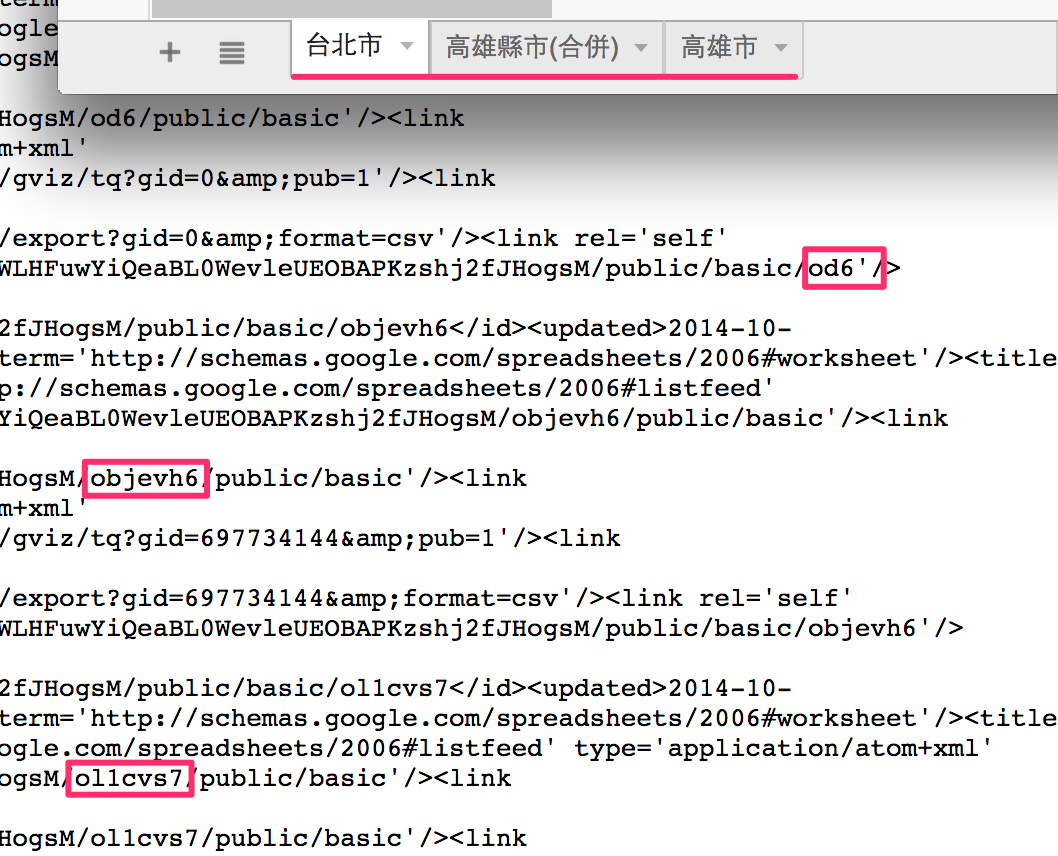 ogle
ogsM
台北市 高雄縣市(合併) 高雄市
HogsM/od6/public/basic'/><link
m+xml'
/gviz/tq?gid=0&amp;pub=1'/><link
/export?gid=0&amp;format=csv'/><link rel='self'
WLHFuwYiQeaBL0WevleUEOBAPKzshj2fJHogsM/public/basic/od6'/>
2fJHogsM/public/basic/objevh6</id><updated>2014-10-
term='http://schemas.google.com/spreadsheets/2006#worksheet'/><title
p://schemas.google.com/spreadsheets/2006#listfeed'
YiQeaBL0WevleUEOBAPKzshj2fJHogsM/objevh6/public/basic'/><link
HogsM/objevh6/public/basic'/><link
m+xml'
/gviz/tq?gid=697734144&amp;pub=1'/><link
/export?gid=697734144&amp;format=csv'/><link rel='self'
WLHFuwYiQeaBL0WevleUEOBAPKzshj2fJHogsM/public/basic/objevh6'/>
2fJHogsM/public/basic/ol1cvs7</id><updated>2014-10-
term='http://schemas.google.com/spreadsheets/2006#worksheet'/><title
ogle.com/spreadsheets/2006#listfeed' type='application/atom+xml'
ogsM/ol1cvs7/public/basic'/><link
HogsM/ol1cvs7/public/basic'/><link